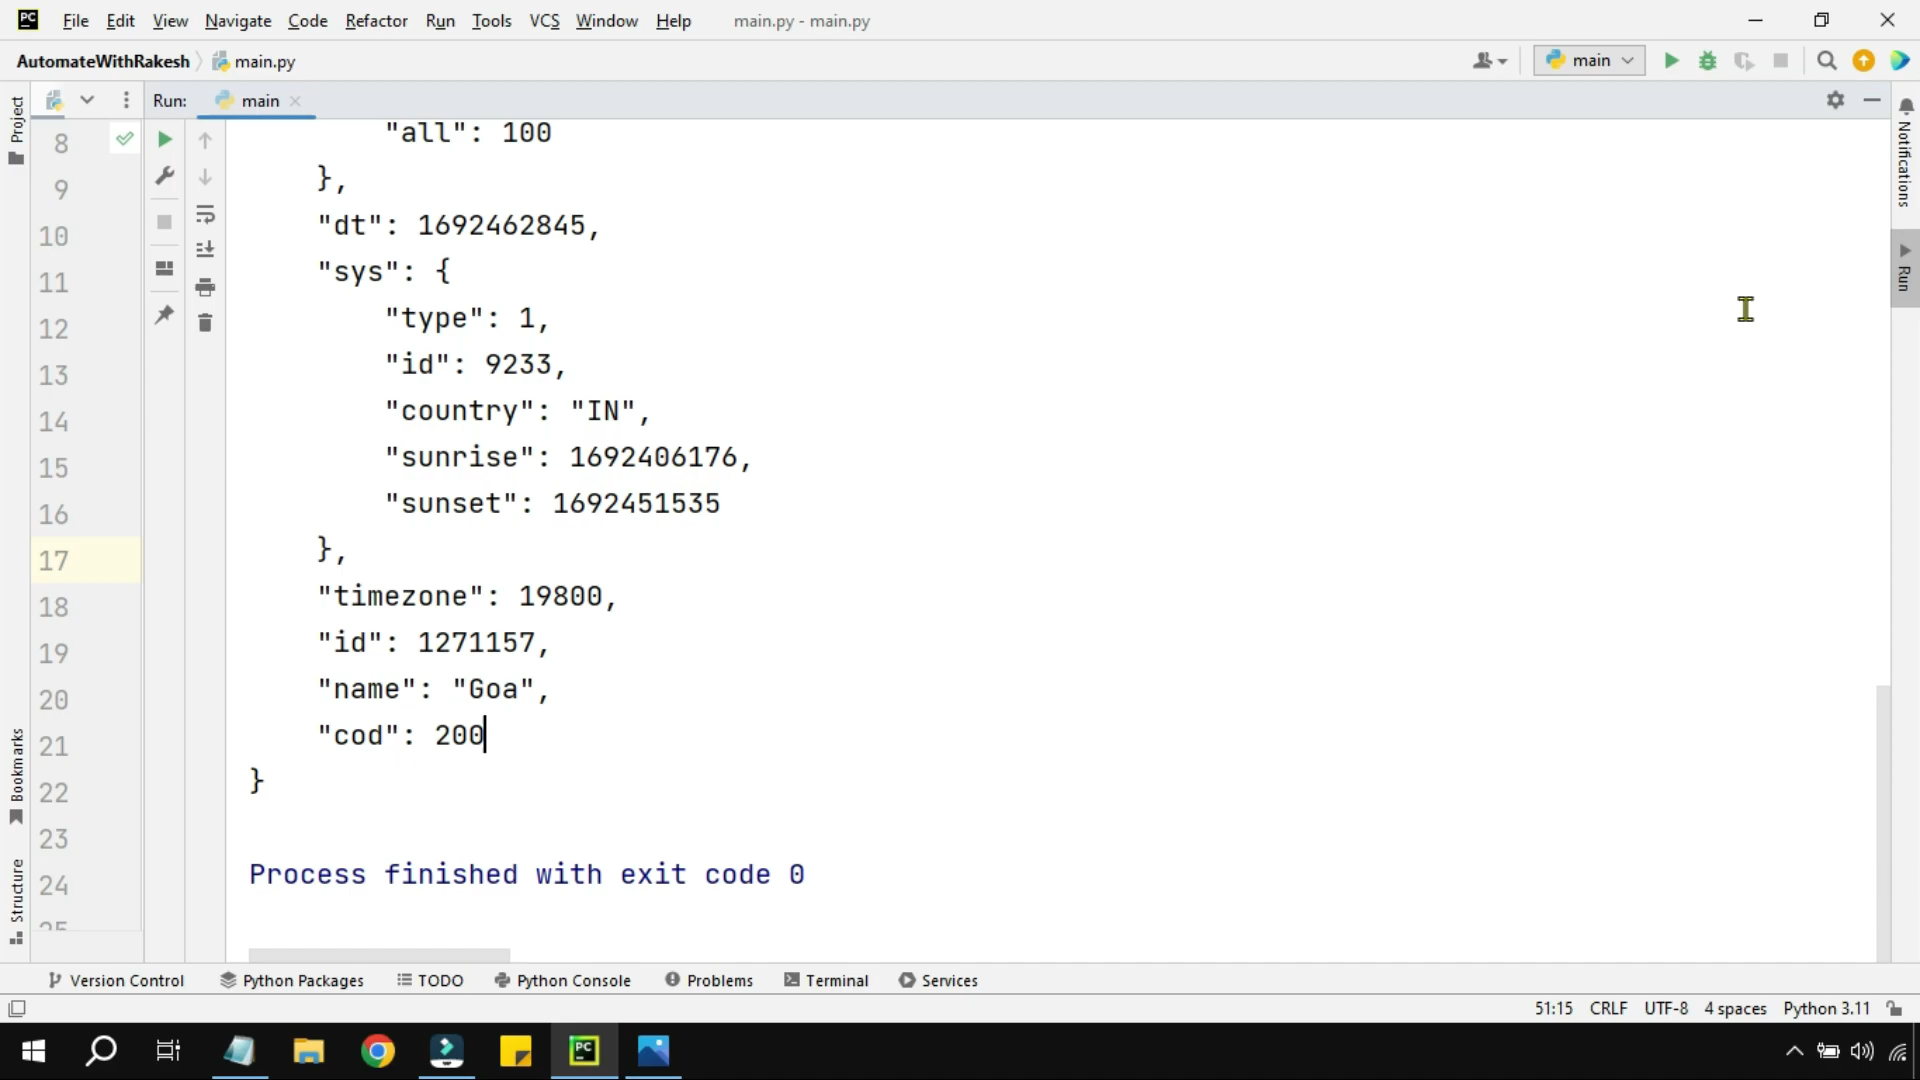 PC File Edit View Navigate Code Refactor Run Tools VCS Window Help main.py - main.py
AutomateWithRakesh main.py main
Project Run: main
8 "all": 100
9 },
10 "dt": 1692462845,
11 "sys": {
12 "type": 1,
13 "id": 9233,
14 "country": "IN",
15 "sunrise": 1692406176,
16 "sunset": 1692451535
17 },
18 "timezone": 19800,
19 "id": 1271157,
20 "name": "Goa",
21 "cod": 200
22 }
23
24 Process finished with exit code 0
25
Bookmarks
Structure
Notifications
Run
Version Control Python Packages TODO Python Console Problems Terminal Services
51:15 CRLF UTF-8 4 spaces Python 3.11
PC